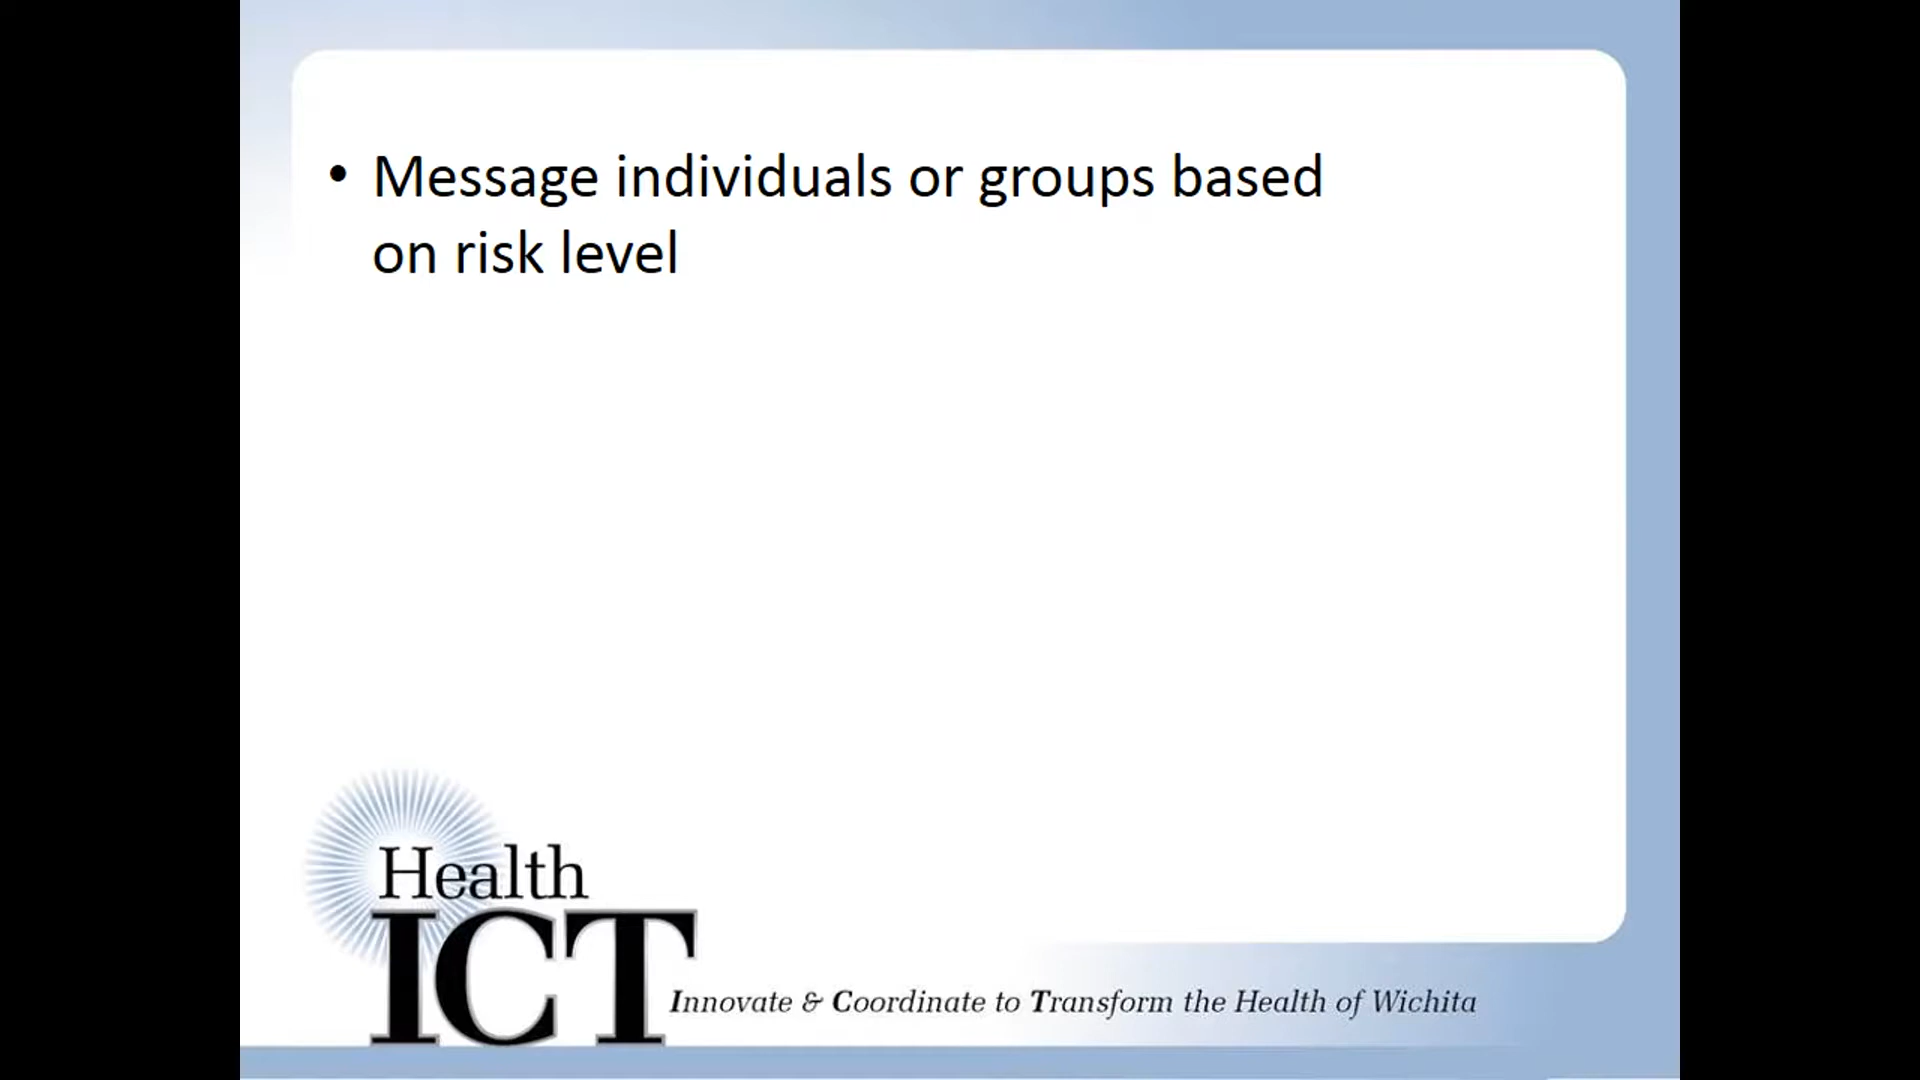 • Message individuals or groups based
on risk level
Health
ICT
Innovate & Coordinate to Transform the Health of Wichita